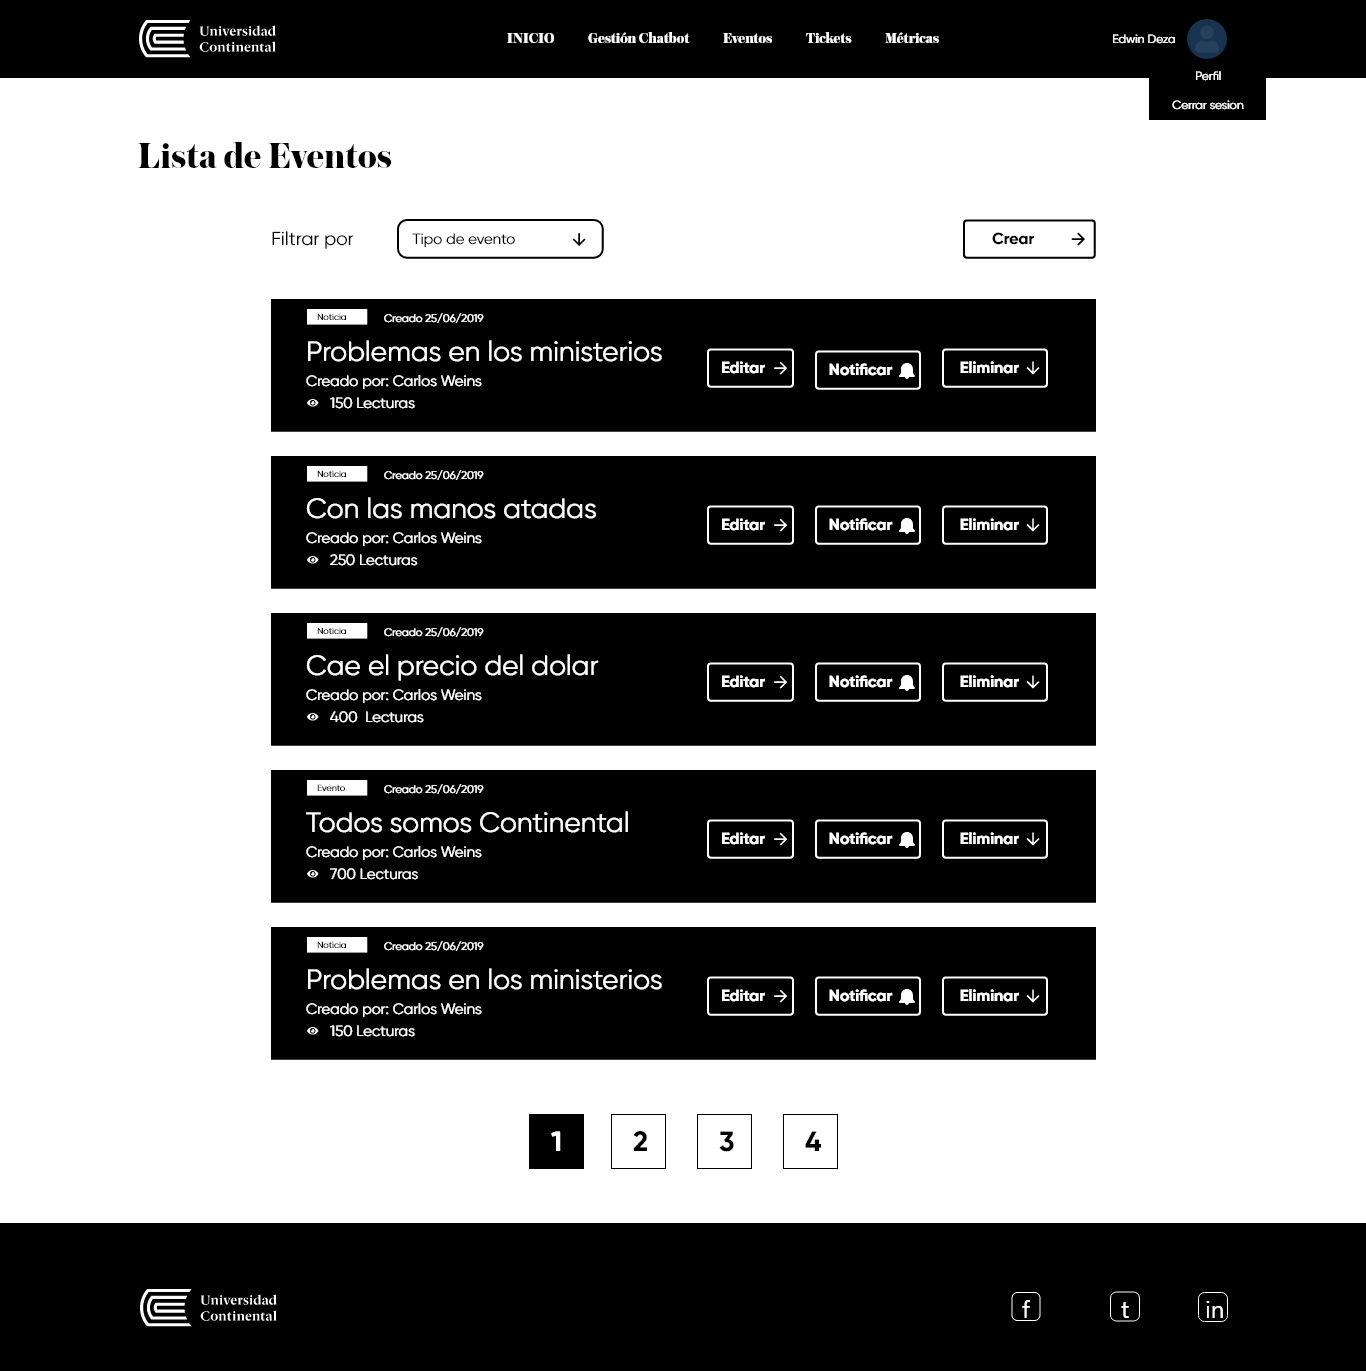 Universidad
Continental
INICIO Gestión Chatbot Eventos Tickets Métricas
Edwin Deza
Perfil
Cerrar sesion
Lista de Eventos
Filtrar por Tipo de evento Crear
Noticia Creado 25/06/2019
Problemas en los ministerios
Creado por: Carlos Weins
150 Lecturas
Editar Notificar Eliminar
Noticia Creado 25/06/2019
Con las manos atadas
Creado por: Carlos Weins
250 Lecturas
Editar Notificar Eliminar
Noticia Creado 25/06/2019
Cae el precio del dolar
Creado por: Carlos Weins
400 Lecturas
Editar Notificar Eliminar
Evento Creado 25/06/2019
Todos somos Continental
Creado por: Carlos Weins
700 Lecturas
Editar Notificar Eliminar
Noticia Creado 25/06/2019
Problemas en los ministerios
Creado por: Carlos Weins
150 Lecturas
Editar Notificar Eliminar
1 2 3 4
Universidad
Continental
f t in